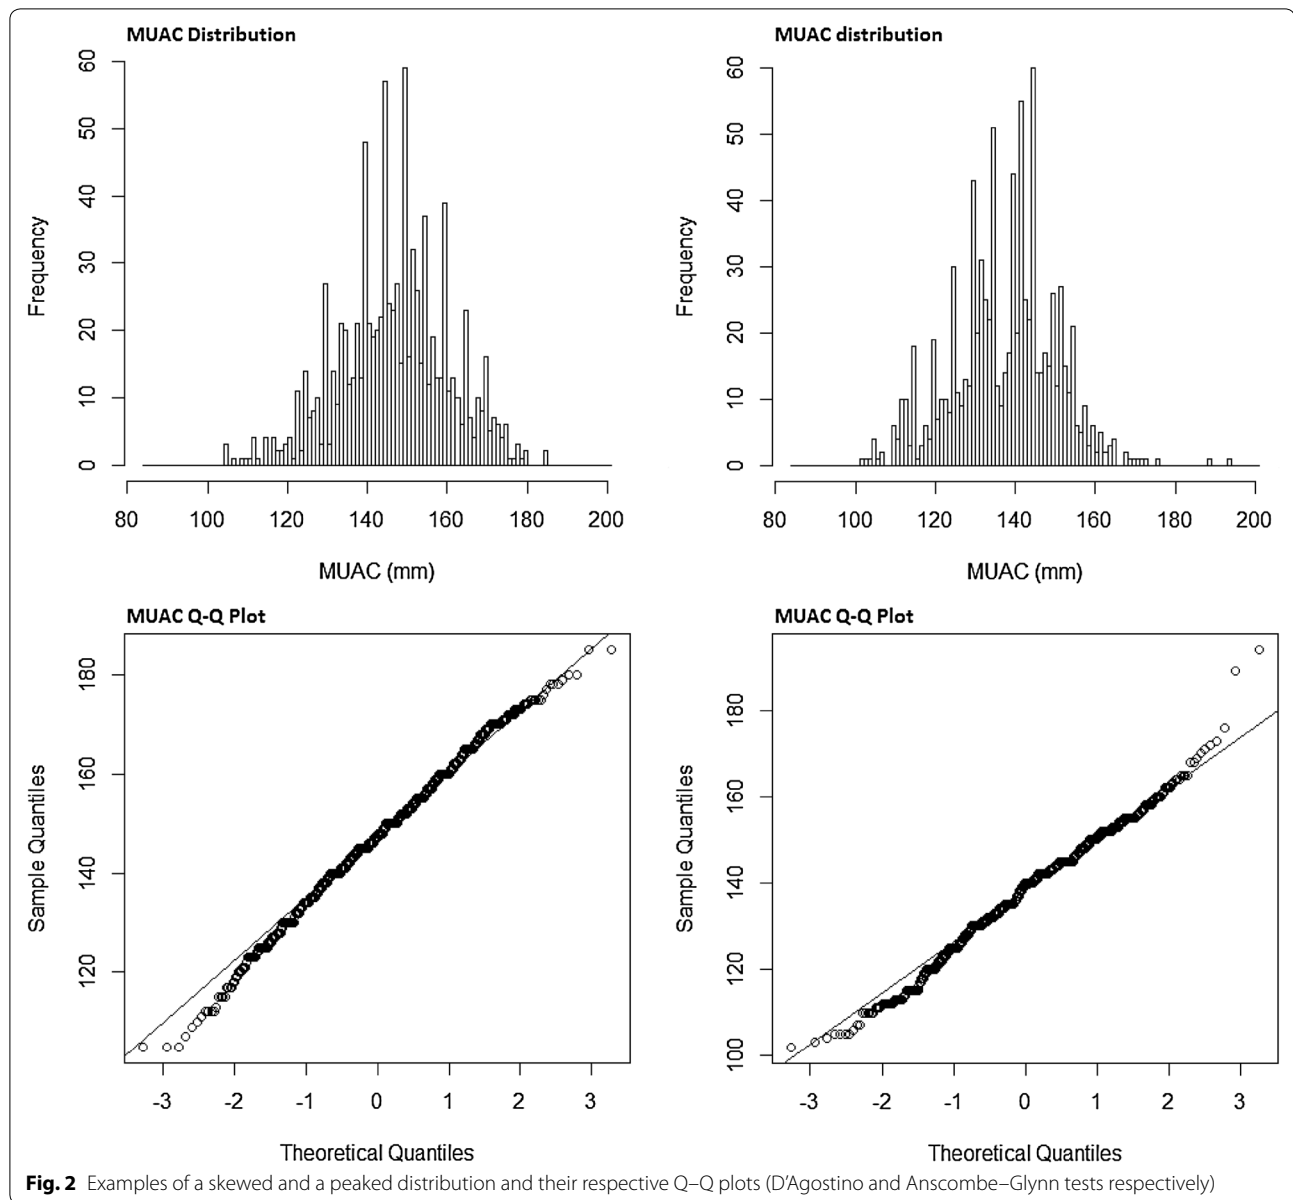 MUAC Distribution
60
50
40
30
20
10
0
Frequency
80 100 120 140 160 180 200
MUAC (mm)
MUAC distribution
60
50
40
30
20
10
0
Frequency
80 100 120 140 160 180 200
MUAC (mm)
MUAC Q-Q Plot
180
160
140
120
Sample Quantiles
-3 -2 -1 0 1 2 3
Theoretical Quantiles
MUAC Q-Q Plot
180
160
140
120
100
Sample Quantiles
-3 -2 -1 0 1 2 3
Theoretical Quantiles
Fig. 2 Examples of a skewed and a peaked distribution and their respective Q–Q plots (D’Agostino and Anscombe–Glynn tests respectively)